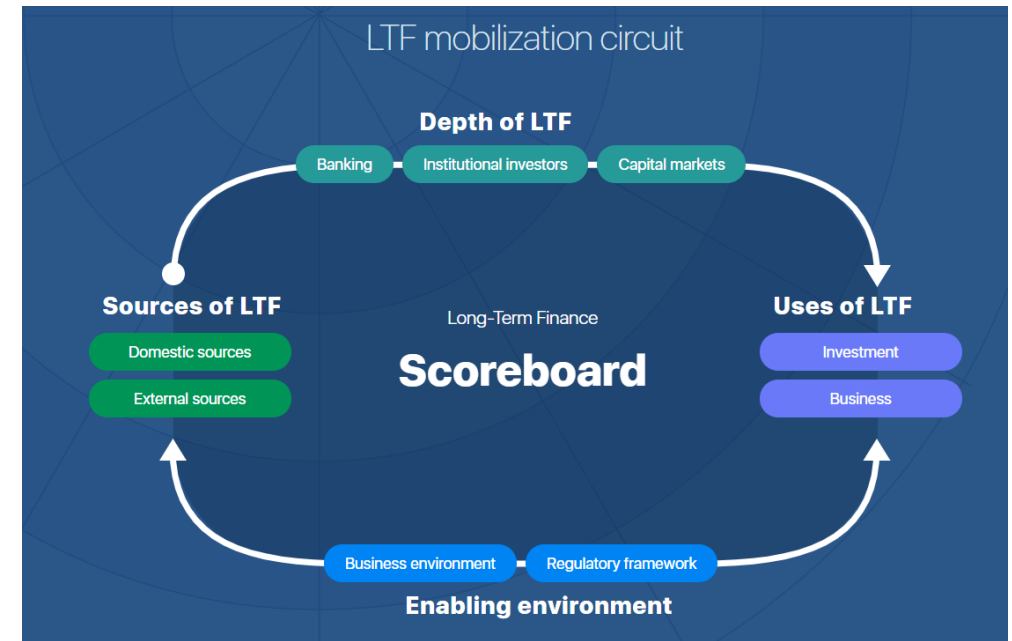 LTF mobilization circuit
Depth of LTF
Banking
Institutional investors
Capital markets
Sources of LTF
Domestic sources
External sources
Long-Term Finance
Scoreboard
Uses of LTF
Investment
Business
Business environment
Regulatory framework
Enabling environment